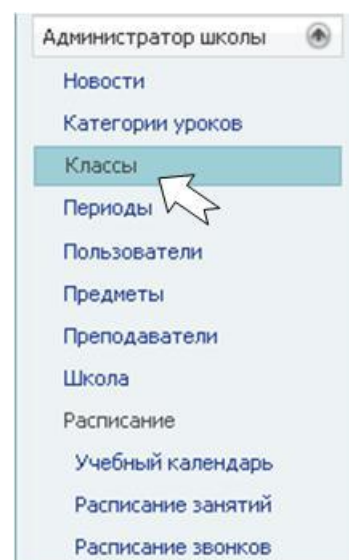 Администратор школы
Новости
Категории уроков
Классы
Периоды
Пользователи
Предметы
Преподаватели
Школа
Расписание
Учебный календарь
Расписание занятий
Расписание звонков